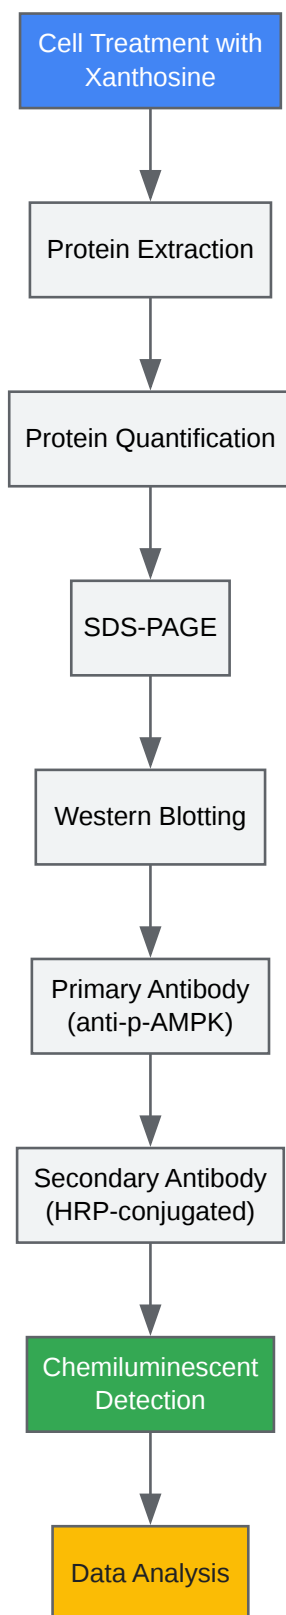 Cell Treatment with
Xanthosine
Protein Extraction
Protein Quantification
SDS-PAGE
Western Blotting
Primary Antibody
(anti-p-AMPK)
Secondary Antibody
(HRP-conjugated)
Chemiluminescent
Detection
Data Analysis